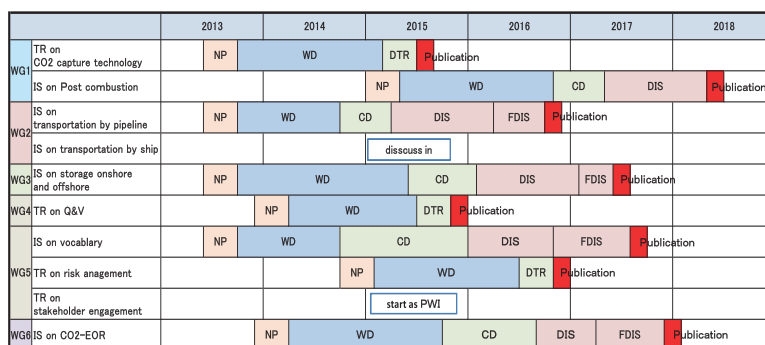 2013 2014 2015 2016 2017 2018
WG1
TR on
CO2 capture technology
NP WD DTR Publication
IS on Post combustion NP WD CD DIS Publication
WG2
IS on
transportation by pipeline
NP WD CD DIS FDIS Publication
IS on transportation by ship disscuss in
WG3
IS on storage onshore
and offshore
NP WD CD DIS FDIS Publication
WG4 TR on Q&V NP WD DTR Publication
WG5
IS on vocablary NP WD CD DIS FDIS Publication
TR on risk anagement NP WD DTR Publication
TR on
stakeholder engagement
start as PWI
WG6 IS on CO2-EOR NP WD CD DIS FDIS Publication